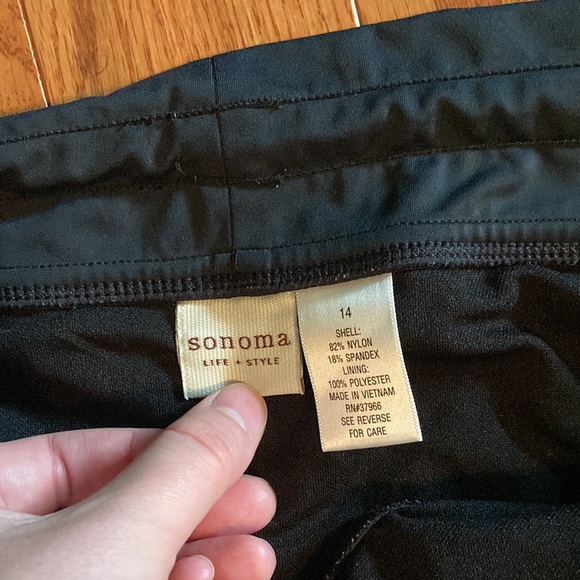 sonoma
LIFE + STYLE
14
SHELL:
82% NYLON
18% SPANDEX
LINING:
100% POLYESTER
MADE IN VIETNAM
RN#37966
SEE REVERSE
FOR CARE